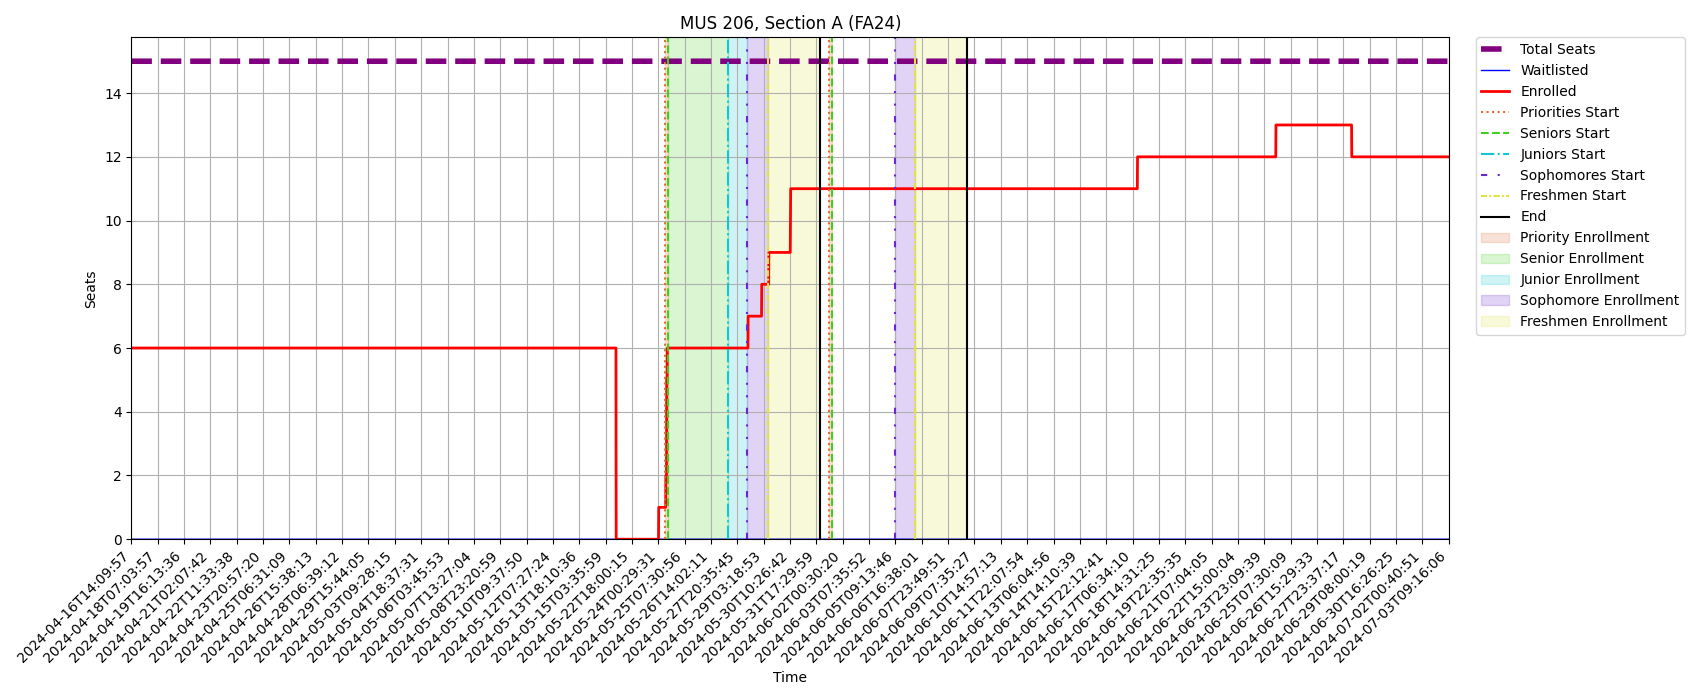 MUS 206, Section A (FA24)
Seats
14
12
10
8
6
4
2
0
2024-04-16T14:09:57
2024-04-18T07:03:57
2024-04-19T16:13:36
2024-04-21T02:07:42
2024-04-22T11:33:38
2024-04-23T20:57:20
2024-04-25T06:31:09
2024-04-26T15:38:13
2024-04-28T06:39:12
2024-04-29T15:44:05
2024-05-03T09:28:15
2024-05-04T18:37:31
2024-05-06T03:45:53
2024-05-07T13:27:04
2024-05-08T23:20:59
2024-05-10T09:37:50
2024-05-12T07:27:24
2024-05-13T18:10:36
2024-05-15T03:35:59
2024-05-22T18:00:15
2024-05-24T00:29:31
2024-05-25T07:30:56
2024-05-26T14:02:11
2024-05-27T20:35:45
2024-05-29T03:18:53
2024-05-30T10:26:42
2024-05-31T17:29:59
2024-06-02T00:30:20
2024-06-03T07:35:52
2024-06-05T09:13:46
2024-06-06T16:38:01
2024-06-07T23:49:51
2024-06-09T07:35:27
2024-06-10T14:57:13
2024-06-11T22:07:54
2024-06-13T06:04:56
2024-06-14T14:10:39
2024-06-15T22:12:41
2024-06-17T06:34:10
2024-06-18T14:31:25
2024-06-19T22:35:35
2024-06-21T07:04:05
2024-06-22T15:00:04
2024-06-23T23:09:39
2024-06-25T07:30:09
2024-06-26T15:29:33
2024-06-27T23:37:17
2024-06-29T08:00:19
2024-06-30T16:26:25
2024-07-02T00:40:51
2024-07-03T09:16:06
Time
Total Seats
Waitlisted
Enrolled
Priorities Start
Seniors Start
Juniors Start
Sophomores Start
Freshmen Start
End
Priority Enrollment
Senior Enrollment
Junior Enrollment
Sophomore Enrollment
Freshmen Enrollment